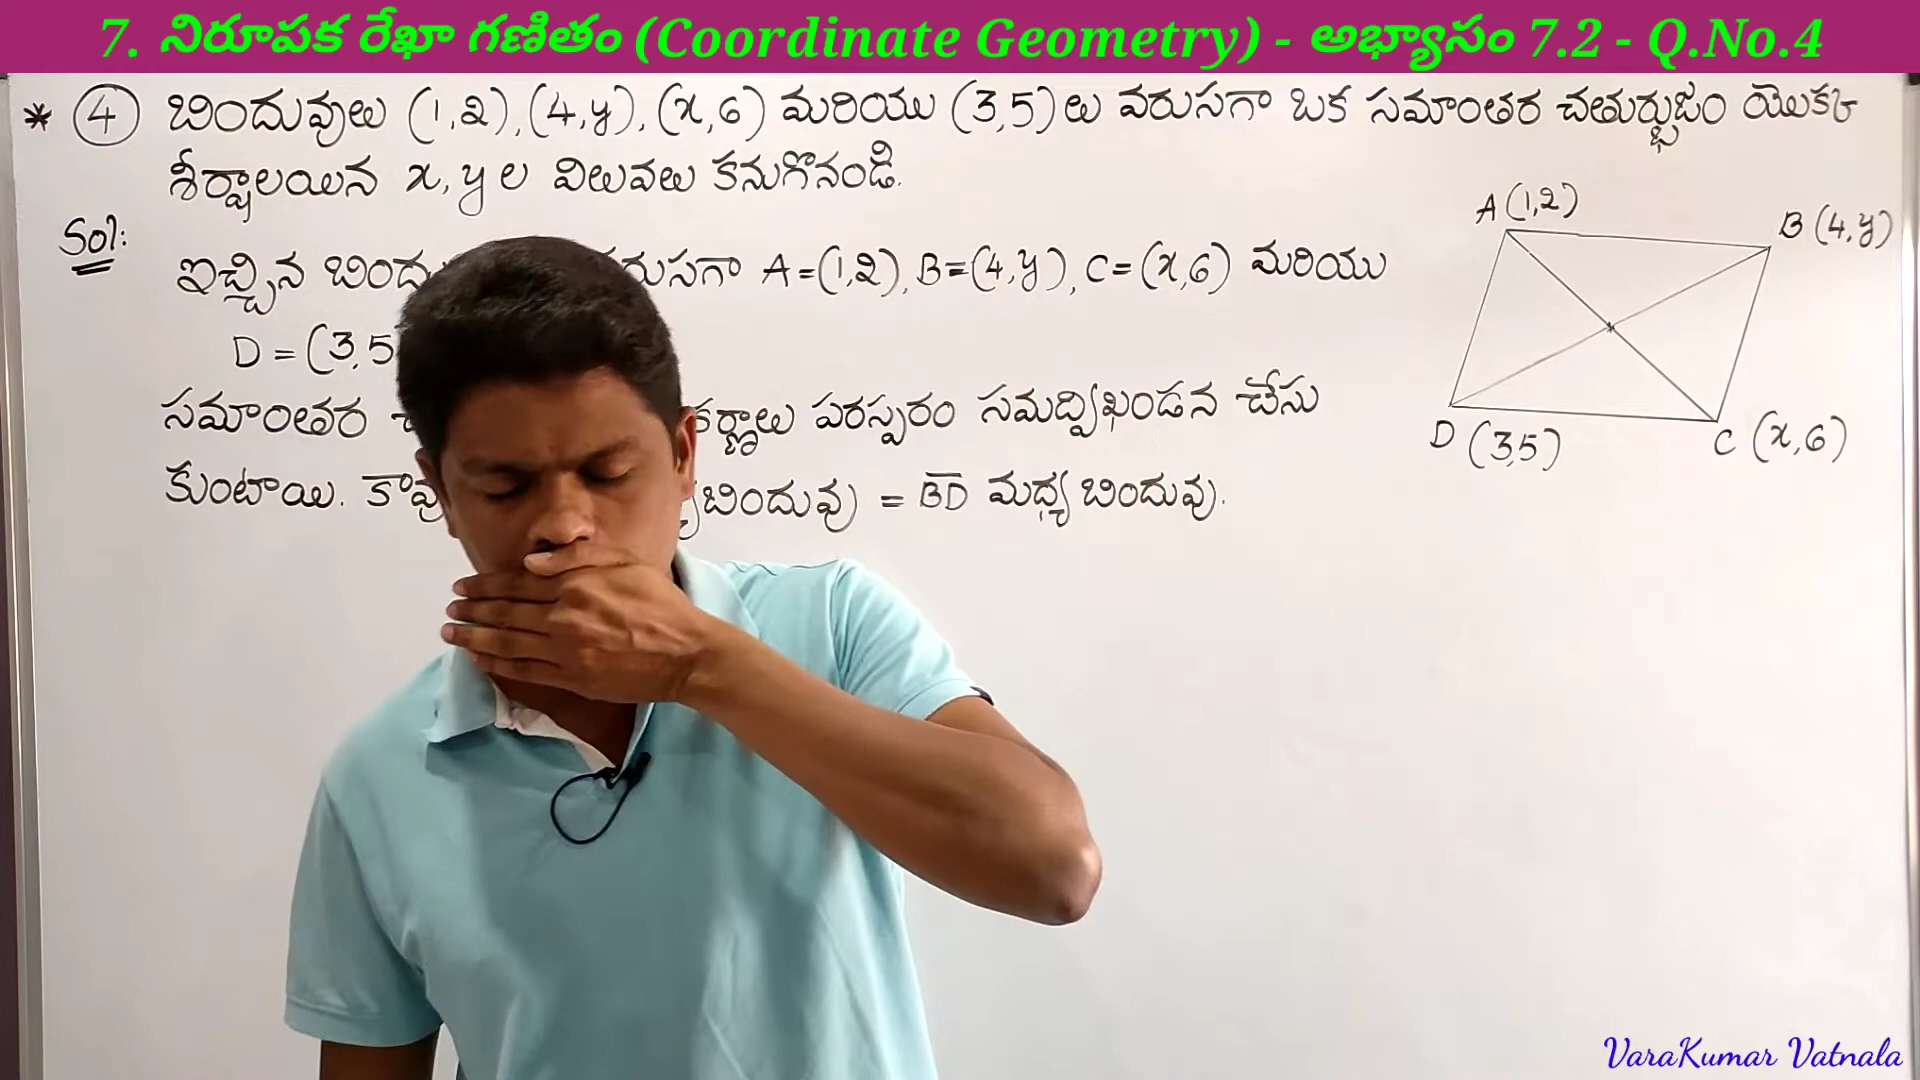 7. నిరూపక రేఖా గణితం (Coordinate Geometry) - అభ్యాసం 7.2 - Q.No.4
* 4 బిందువులు (1,2), (4,y), (x,6) మరియు (3,5) లు వరుసగా ఒక సమాంతర చతుర్భుజం యొక్క
శీర్షాలయిన x, y ల విలువలు కనుగొనండి.
Sol:
ఇచ్చిన వరుసగా A=(1,2), B=(4,y), C=(x,6) మరియు
D = (3,5
సమాంతర కర్ణాలు పరస్పరం సమద్విఖండన చేసు
కుంటాయి. బిందువు = BD మధ్య బిందువు.
A (1,2)
B (4,y)
D (3,5)
C (x,6)
VaraKumar Vatnala